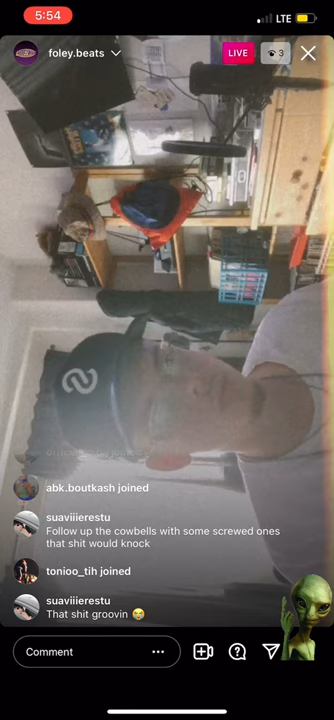 5:54
LTE
foley.beats
LIVE
3
abk.boutkash joined
suaviiierestu
Follow up the cowbells with some screwed ones
that shit would knock
tonioo_tih joined
suaviiierestu
That shit groovin 😭
Comment